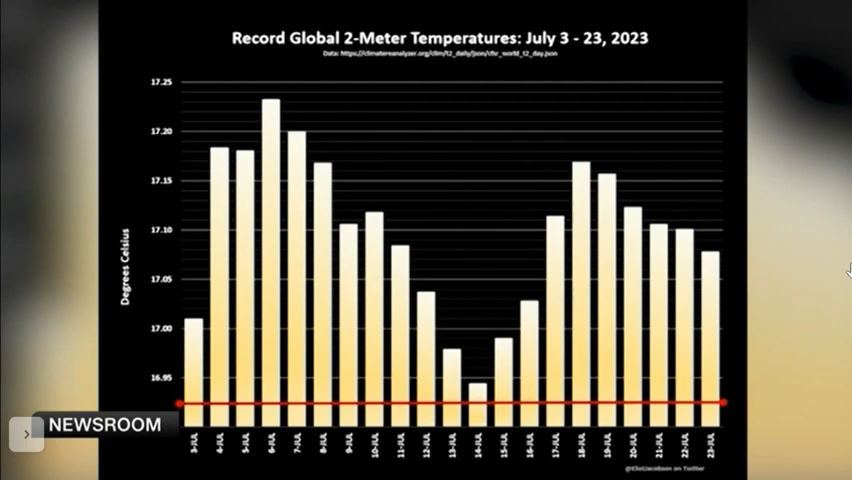 Record Global 2-Meter Temperatures: July 3 - 23, 2023
Data: https://climatereanalyzer.org/clim/t2_daily/json/cfsr_world_t2_day.json
17.25
17.20
17.15
17.10
17.05
17.00
16.95
Degrees Celsius
3-JUL
4-JUL
5-JUL
6-JUL
7-JUL
8-JUL
9-JUL
10-JUL
11-JUL
12-JUL
13-JUL
14-JUL
15-JUL
16-JUL
17-JUL
18-JUL
19-JUL
20-JUL
21-JUL
22-JUL
23-JUL
NEWSROOM
@EliotJacobson on Twitter